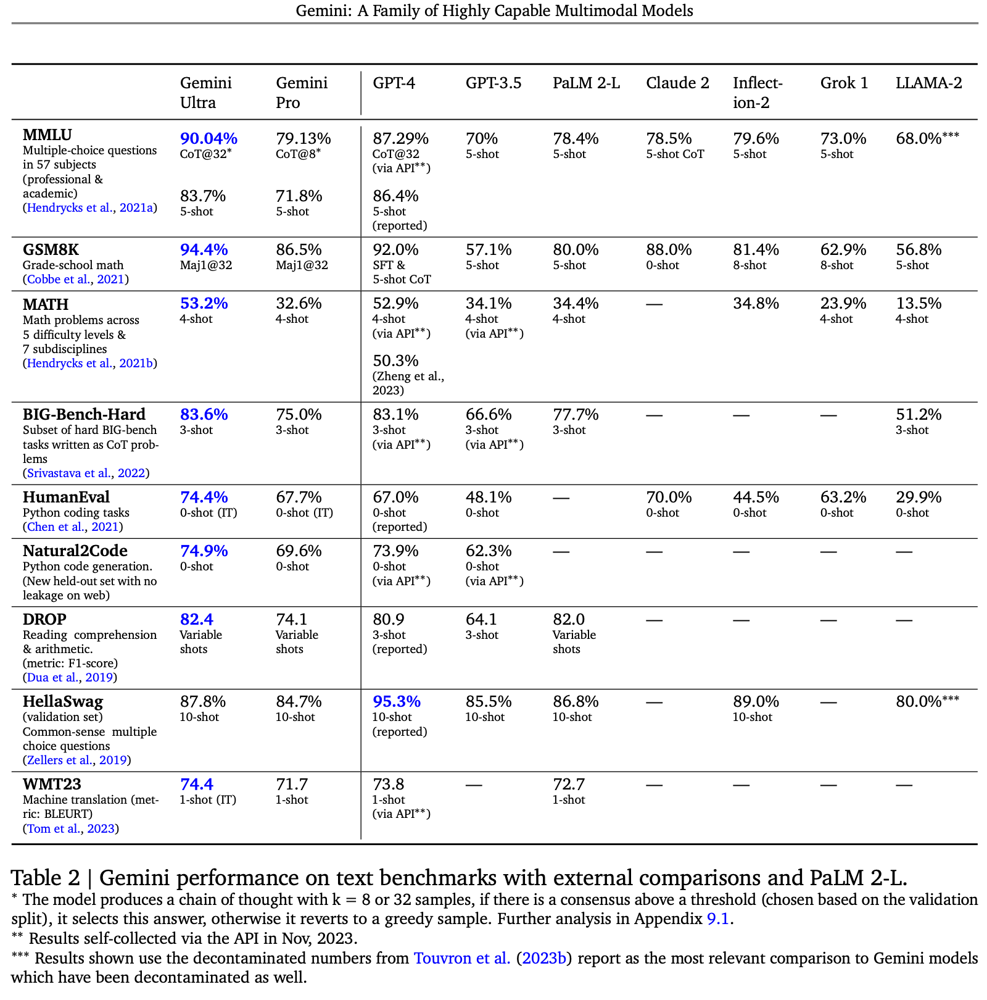 Gemini: A Family of Highly Capable Multimodal Models
Gemini Ultra Gemini Pro GPT-4 GPT-3.5 PaLM 2-L Claude 2 Inflect-ion-2 Grok 1 LLAMA-2
MMLU 90.04% 79.13% 87.29% 70% 78.4% 78.5% 79.6% 73.0% 68.0%***
Multiple-choice questions CoT@32* CoT@8* CoT@32 5-shot 5-shot 5-shot CoT 5-shot 5-shot
in 57 subjects (via API**)
(professional &
academic) 83.7% 71.8% 86.4%
(Hendrycks et al., 2021a) 5-shot 5-shot 5-shot
(reported)
GSM8K 94.4% 86.5% 92.0% 57.1% 80.0% 88.0% 81.4% 62.9% 56.8%
Grade-school math Maj1@32 Maj1@32 SFT & 5-shot 5-shot 0-shot 8-shot 8-shot 5-shot
(Cobbe et al., 2021) 5-shot CoT
MATH 53.2% 32.6% 52.9% 34.1% 34.4% — 34.8% 23.9% 13.5%
Math problems across 4-shot 4-shot 4-shot 4-shot 4-shot 4-shot 4-shot
5 difficulty levels & (via API**) (via API**)
7 subdisciplines
(Hendrycks et al., 2021b) 50.3%
(Zheng et al.,
2023)
BIG-Bench-Hard 83.6% 75.0% 83.1% 66.6% 77.7% — — — 51.2%
Subset of hard BIG-bench 3-shot 3-shot 3-shot 3-shot 3-shot 3-shot
tasks written as CoT prob- (via API**) (via API**)
lems
(Srivastava et al., 2022)
HumanEval 74.4% 67.7% 67.0% 48.1% — 70.0% 44.5% 63.2% 29.9%
Python coding tasks 0-shot (IT) 0-shot (IT) 0-shot 0-shot 0-shot 0-shot 0-shot 0-shot
(Chen et al., 2021) (reported)
Natural2Code 74.9% 69.6% 73.9% 62.3% — — — — —
Python code generation. 0-shot 0-shot 0-shot 0-shot
(New held-out set with no (via API**) (via API**)
leakage on web)
DROP 82.4 74.1 80.9 64.1 82.0 — — — —
Reading comprehension Variable Variable 3-shot 3-shot Variable
& arithmetic. shots shots (reported) shots
(metric: F1-score)
(Dua et al., 2019)
HellaSwag 87.8% 84.7% 95.3% 85.5% 86.8% — 89.0% — 80.0%***
(validation set) 10-shot 10-shot 10-shot 10-shot 10-shot 10-shot
Common-sense multiple (reported)
choice questions
(Zellers et al., 2019)
WMT23 74.4 71.7 73.8 — 72.7 — — — —
Machine translation (met- 1-shot (IT) 1-shot 1-shot 1-shot
ric: BLEURT) (via API**)
(Tom et al., 2023)
Table 2 | Gemini performance on text benchmarks with external comparisons and PaLM 2-L.
* The model produces a chain of thought with k = 8 or 32 samples, if there is a consensus above a threshold (chosen based on the validation
split), it selects this answer, otherwise it reverts to a greedy sample. Further analysis in Appendix 9.1.
** Results self-collected via the API in Nov, 2023.
*** Results shown use the decontaminated numbers from Touvron et al. (2023b) report as the most relevant comparison to Gemini models
which have been decontaminated as well.